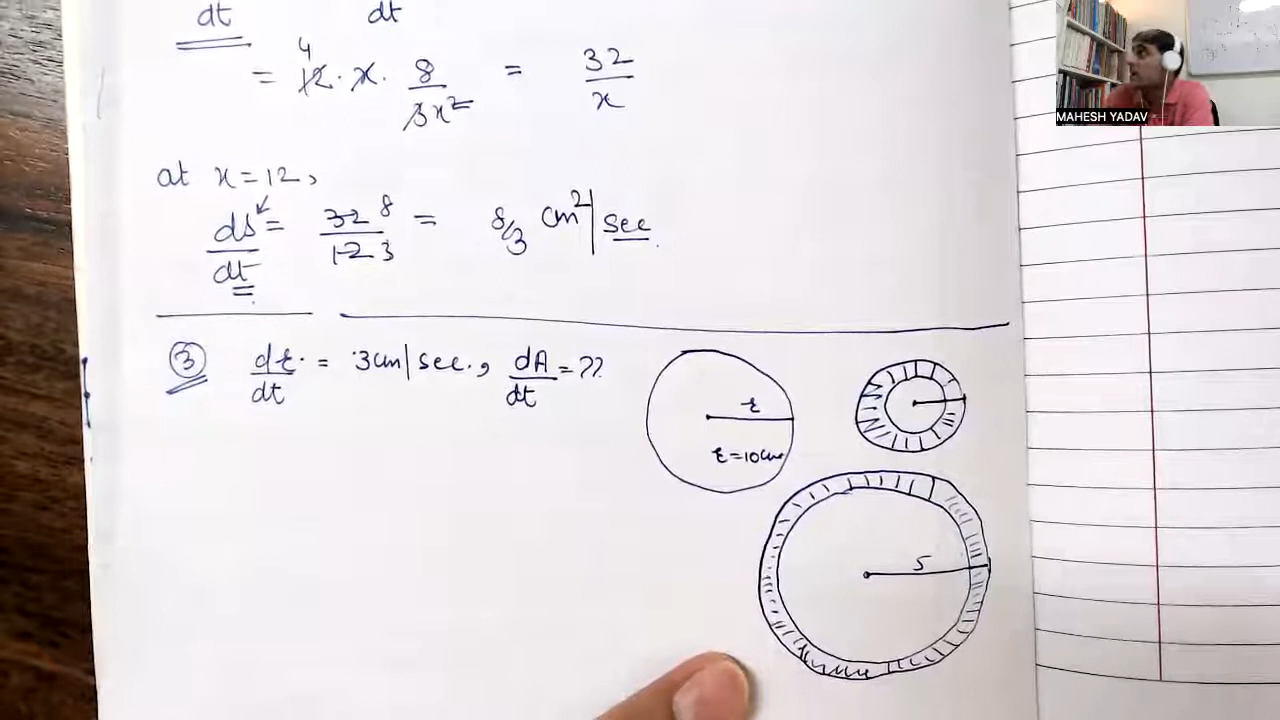 dt dt
= 4 12 · x · 8/3x² = 32/x
MAHESH YADAV
at x=12,
ds/dt = 32/12 8/3 = 8/3 cm²/sec.
③ dr/dt = 3cm/sec., dA/dt = ??
r
r=10cm
5